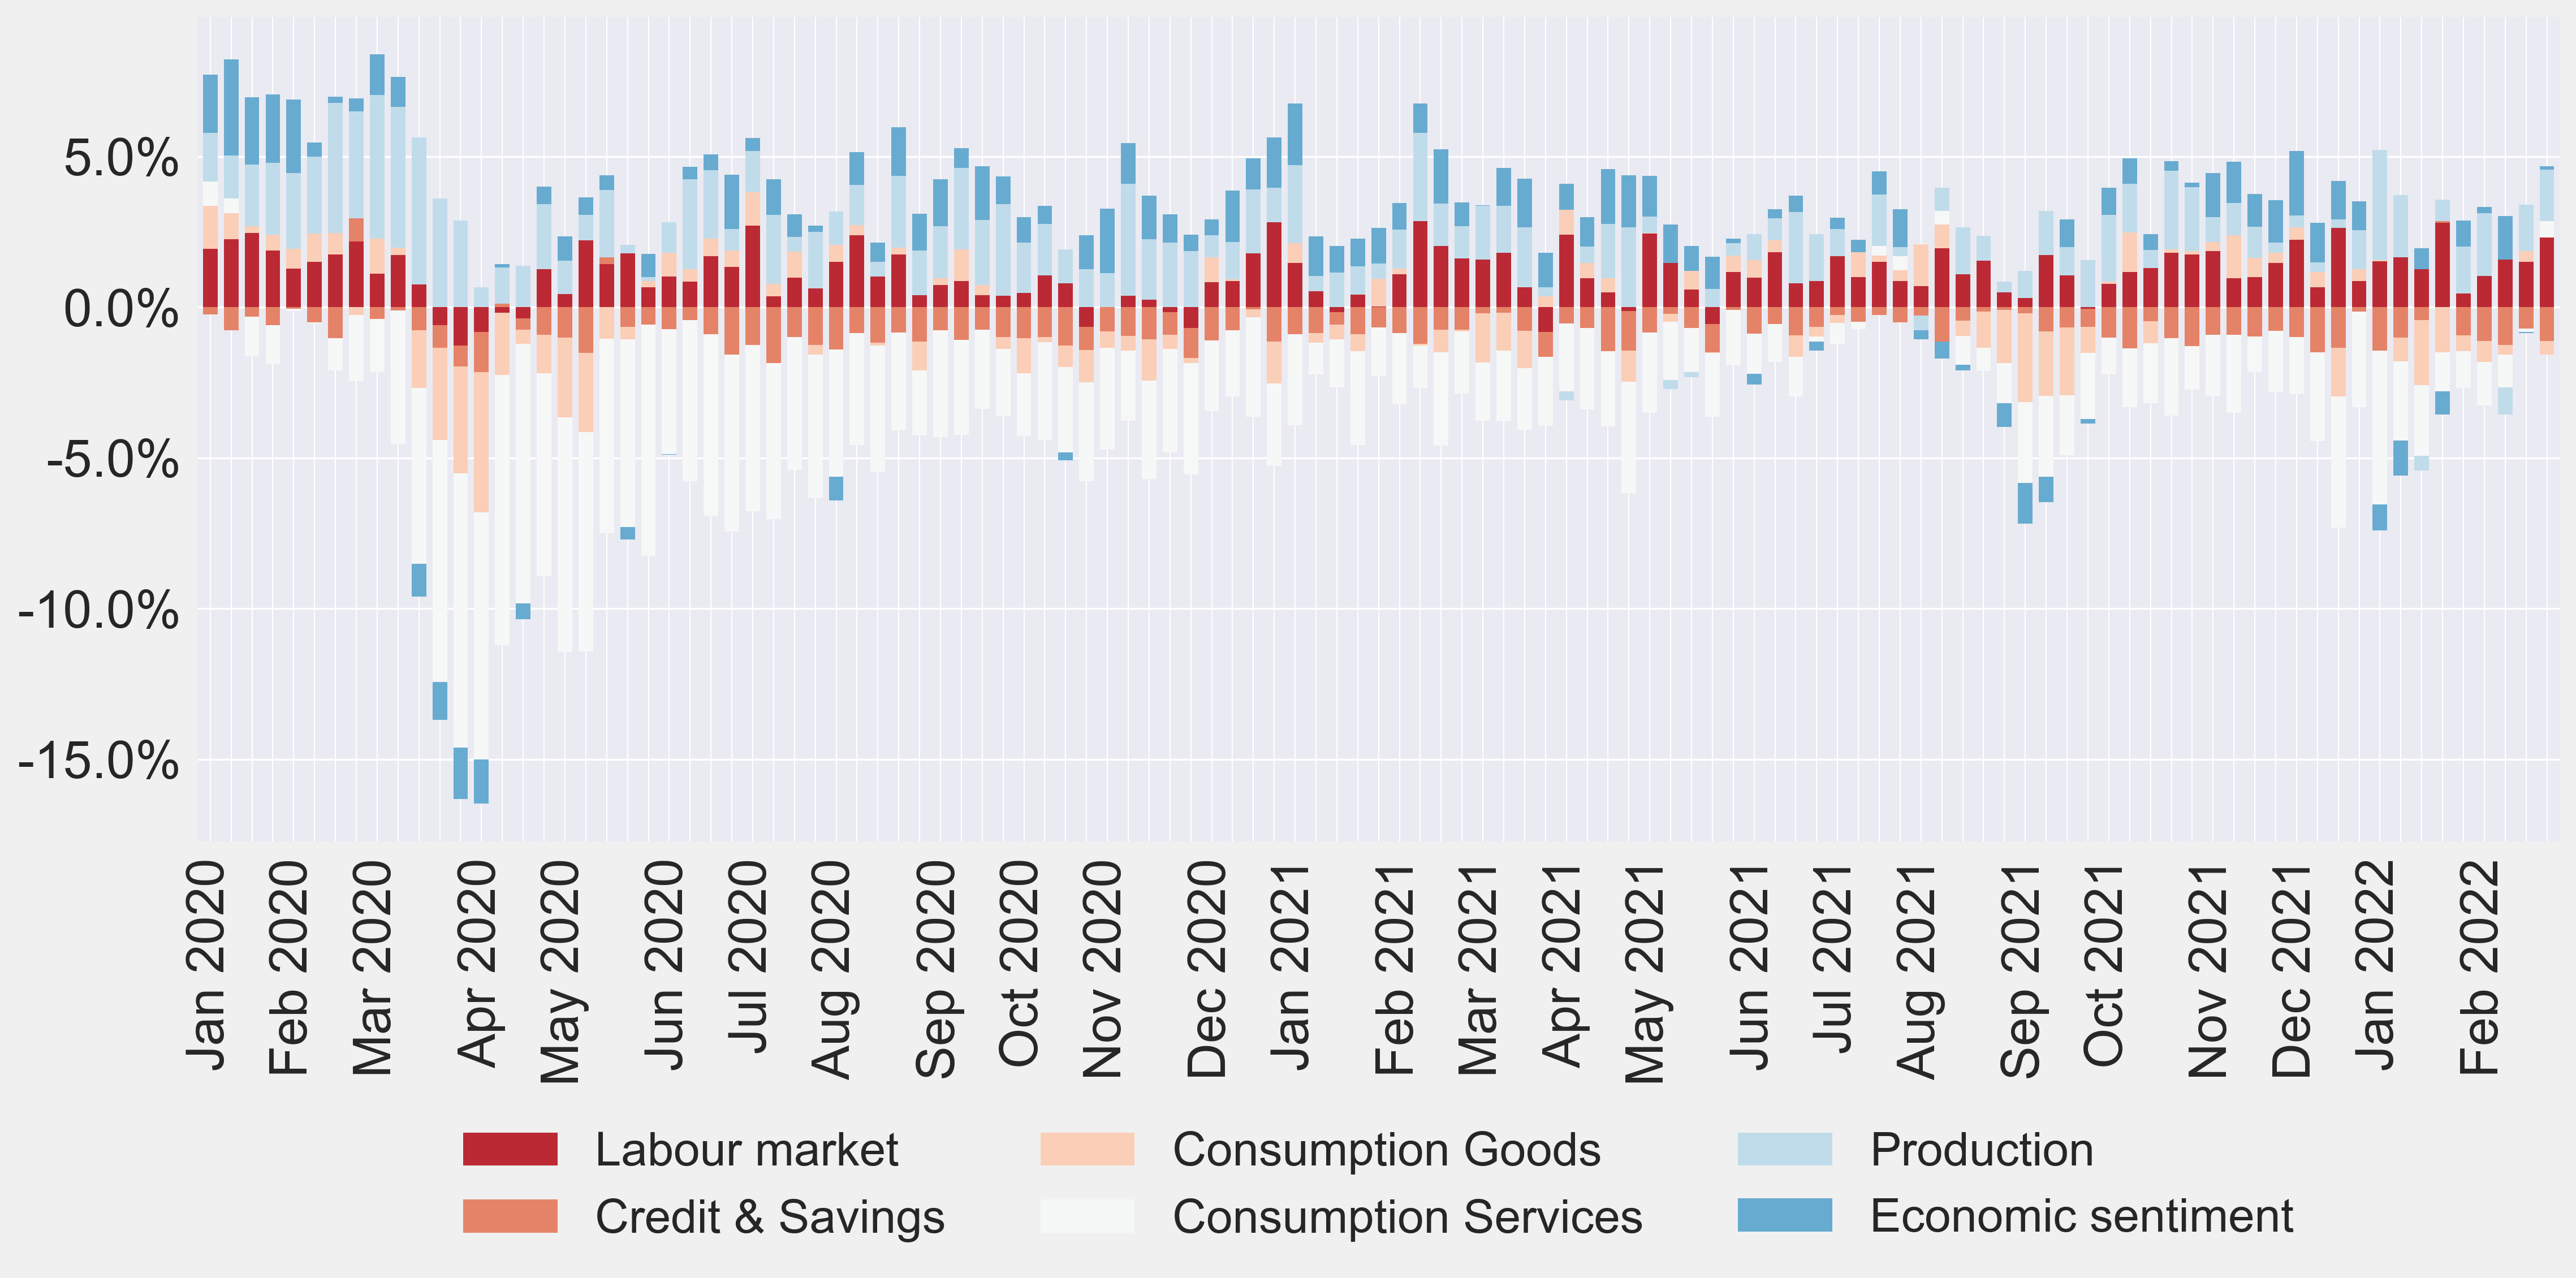 5.0%
0.0%
-5.0%
-10.0%
-15.0%
Jan 2020
Feb 2020
Mar 2020
Apr 2020
May 2020
Jun 2020
Jul 2020
Aug 2020
Sep 2020
Oct 2020
Nov 2020
Dec 2020
Jan 2021
Feb 2021
Mar 2021
Apr 2021
May 2021
Jun 2021
Jul 2021
Aug 2021
Sep 2021
Oct 2021
Nov 2021
Dec 2021
Jan 2022
Feb 2022
Labour market
Consumption Goods
Production
Credit & Savings
Consumption Services
Economic sentiment